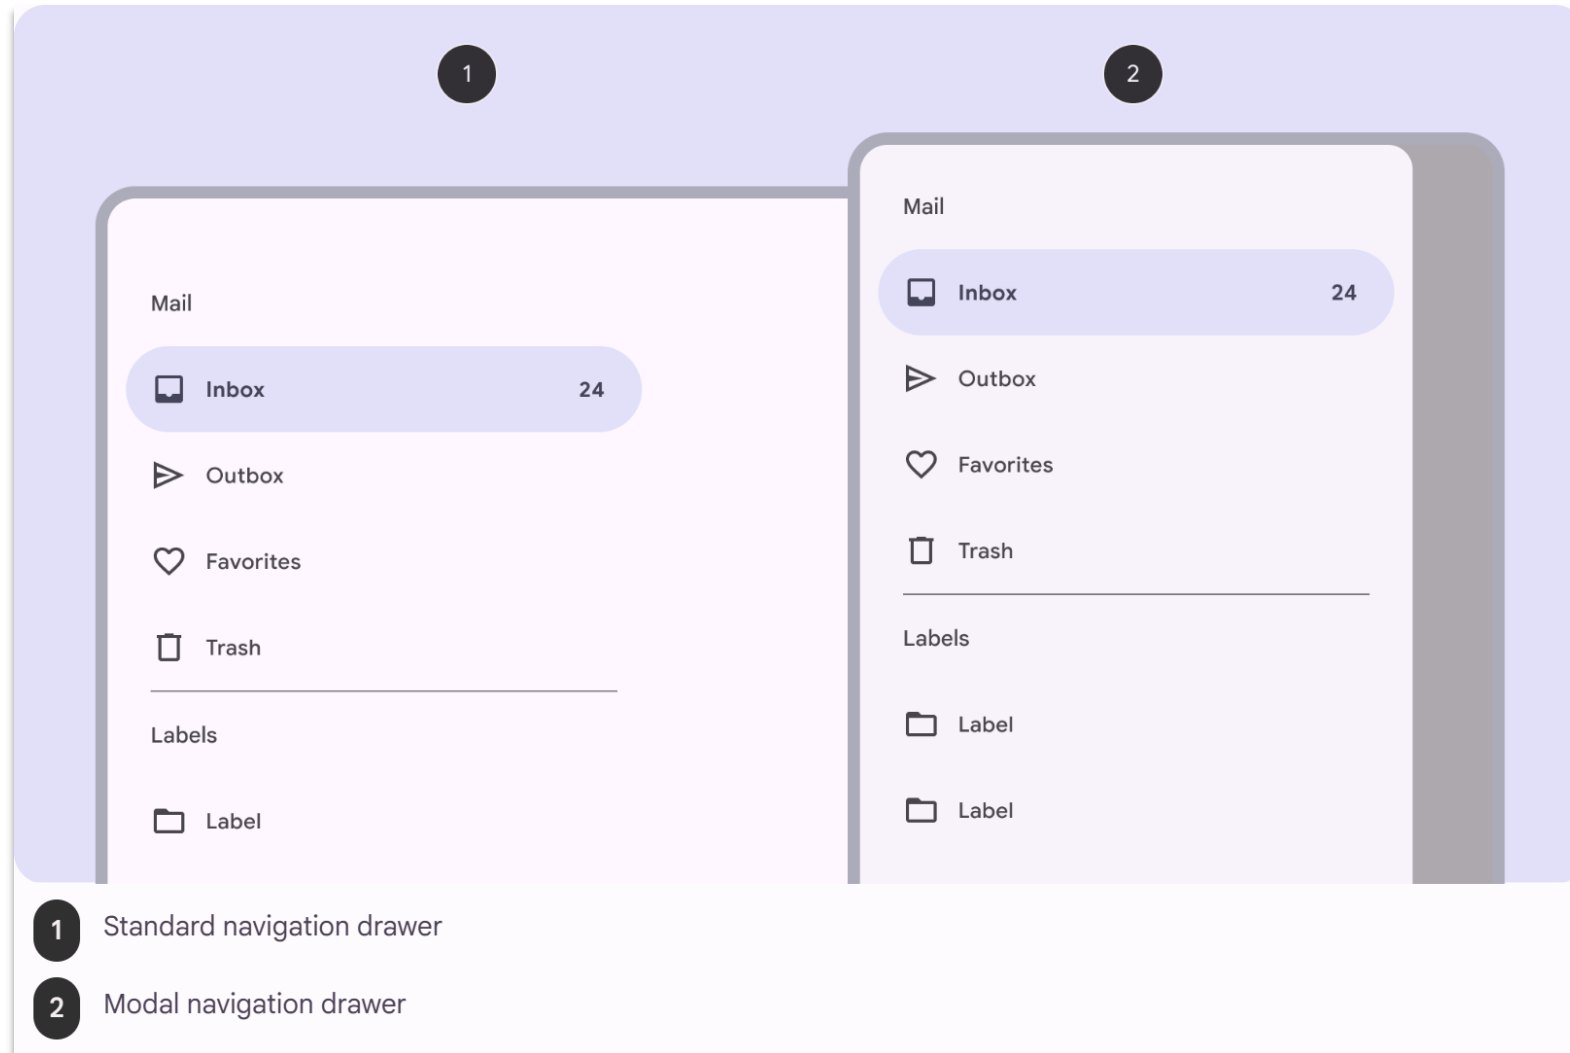 1
Mail
Inbox 24
Outbox
Favorites
Trash
Labels
Label
2
Mail
Inbox 24
Outbox
Favorites
Trash
Labels
Label
Label
1 Standard navigation drawer
2 Modal navigation drawer